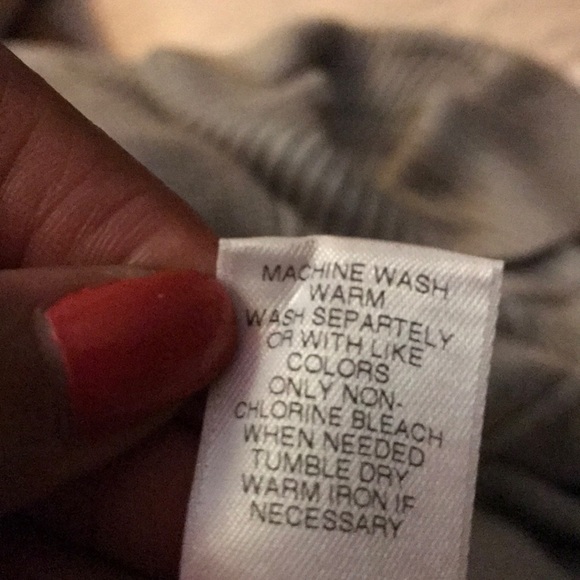 MACHINE WASH
WARM
WASH SEPARTELY
OR WITH LIKE
COLORS
ONLY NON-
CHLORINE BLEACH
WHEN NEEDED
TUMBLE DRY
WARM IRON IF
NECESSARY